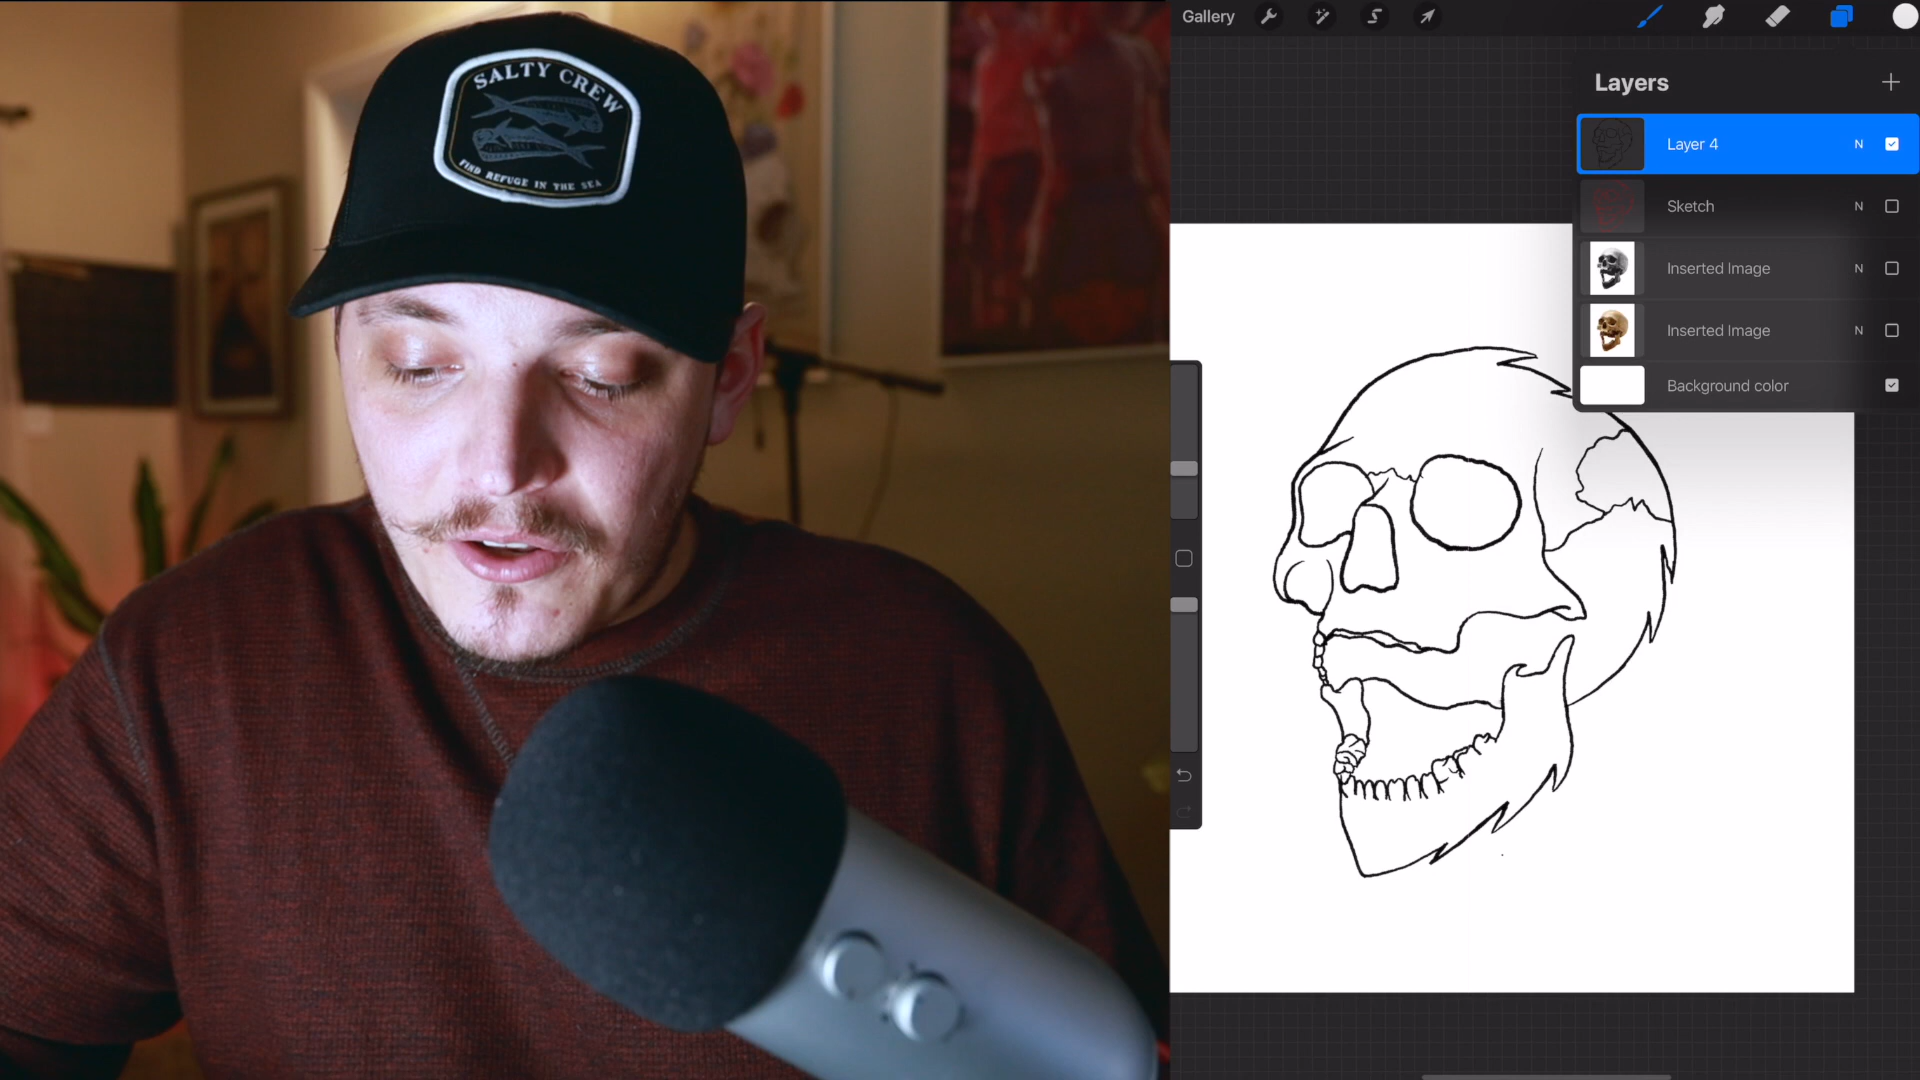 SALTY CREW
FIND REFUGE IN THE SEA
Gallery
Layers
Layer 4 N
Sketch N
Inserted Image N
Inserted Image N
Background color